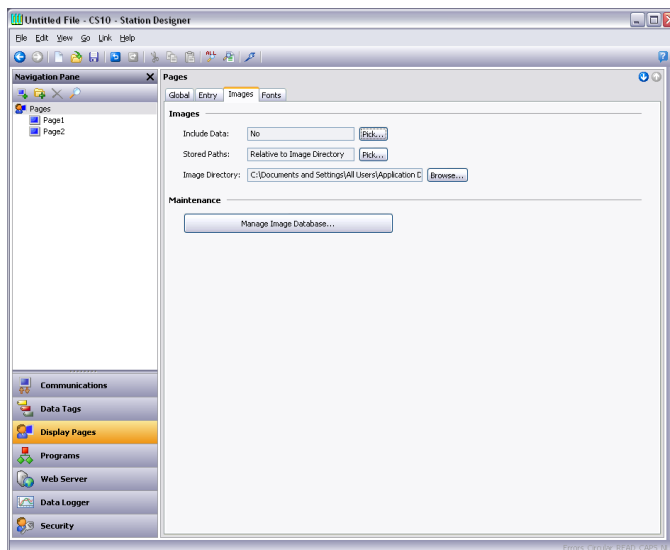 Untitled File - CS10 - Station Designer
File Edit View Go Link Help
Navigation Pane
Pages
Page1
Page2
Communications
Data Tags
Display Pages
Programs
Web Server
Data Logger
Security
Pages
Global Entry Images Fonts
Images
Include Data: No Pick...
Stored Paths: Relative to Image Directory Pick...
Image Directory: C:\Documents and Settings\All Users\Application D Browse...
Maintenance
Manage Image Database...
READ CAPS